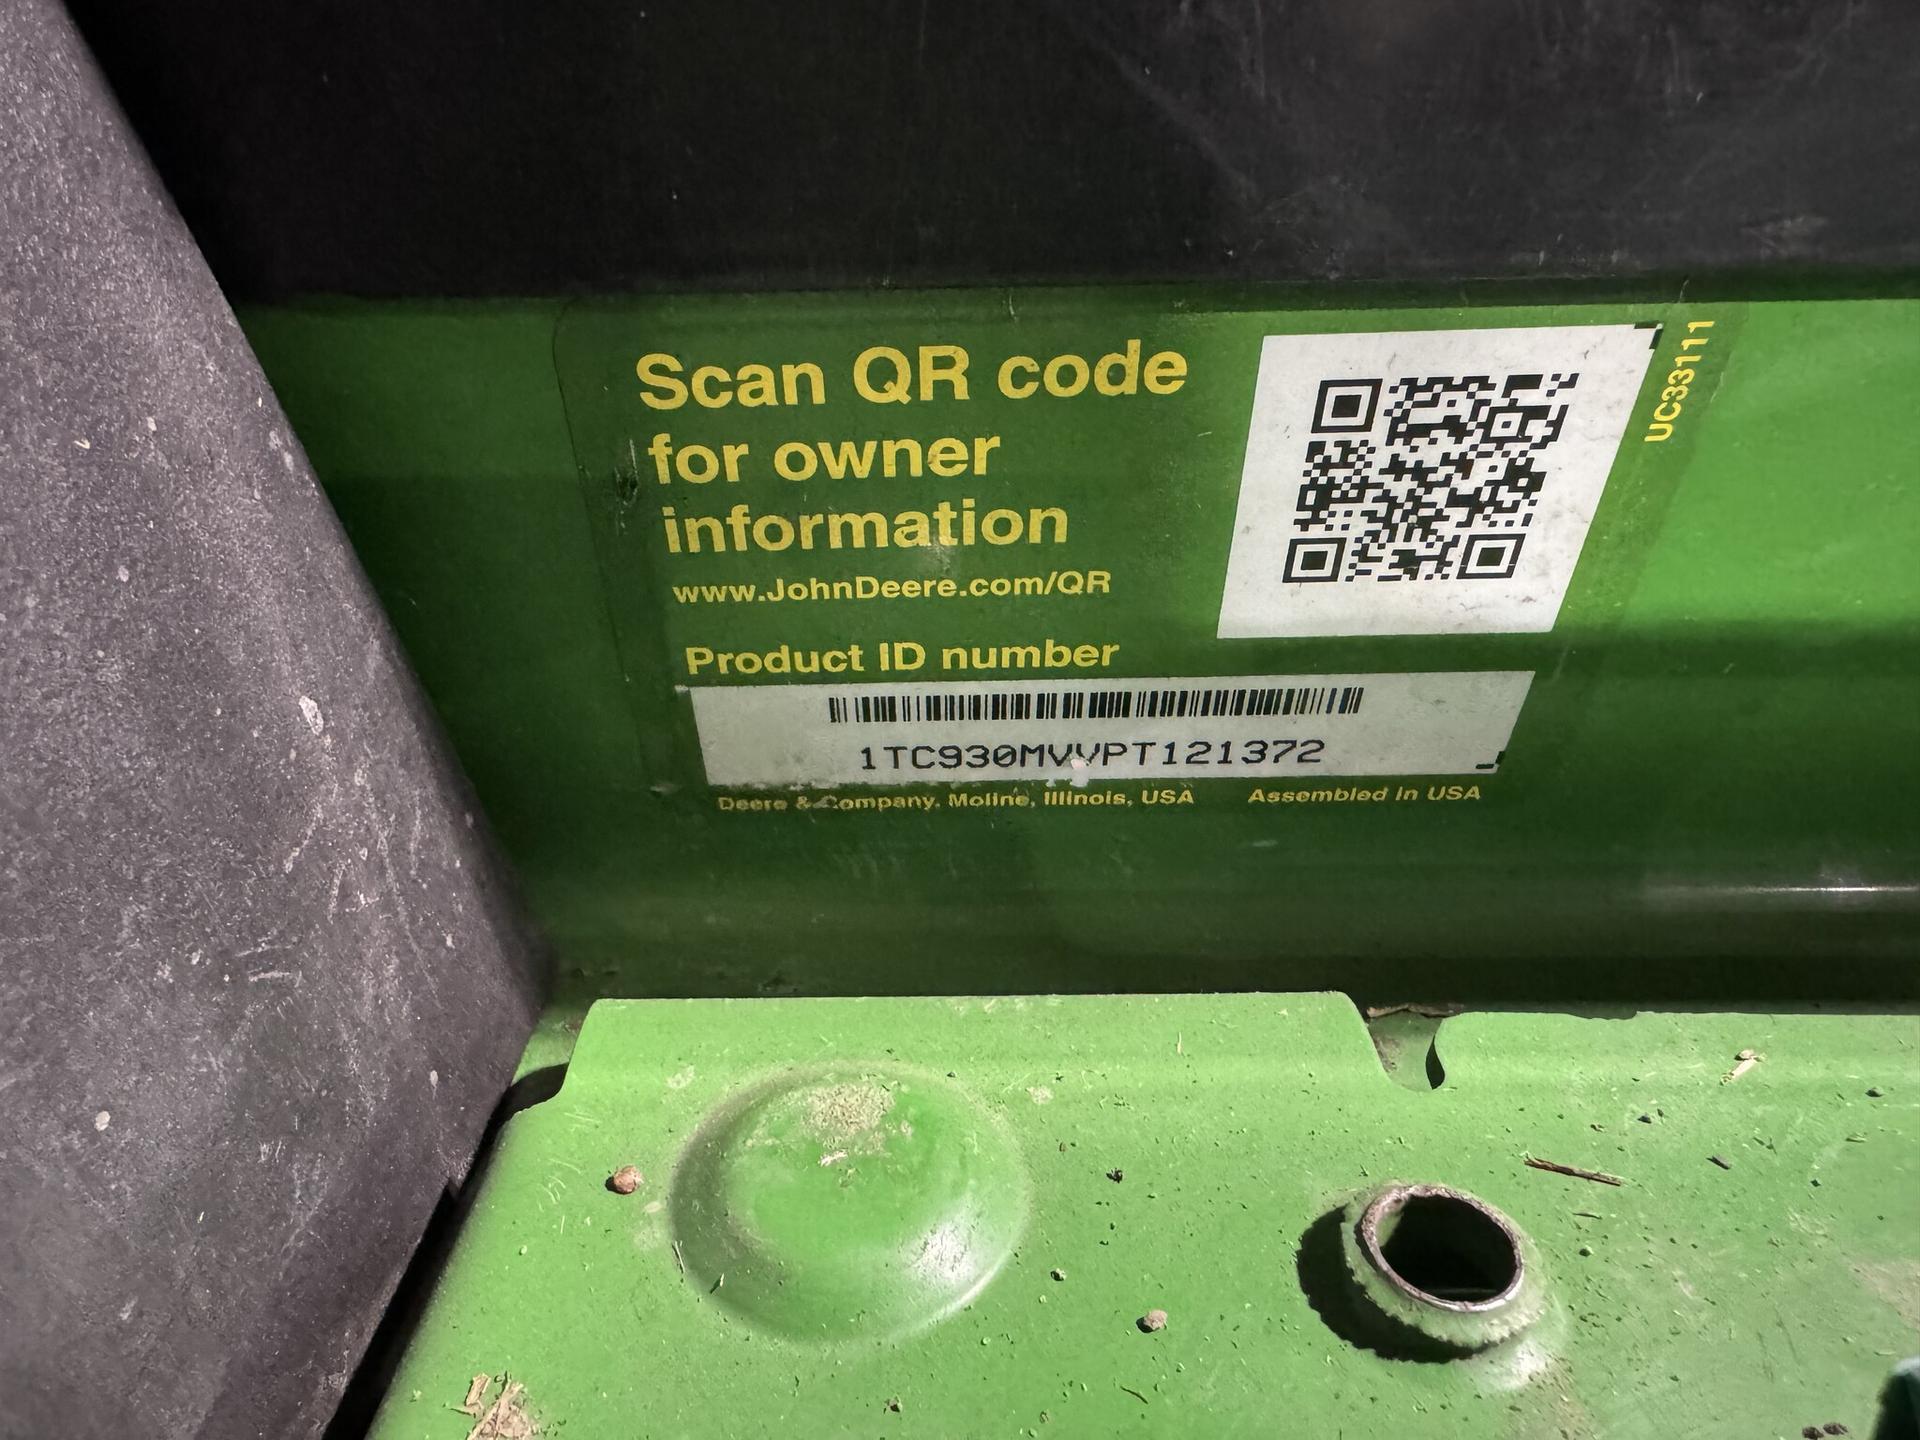 Scan QR code
for owner
information
www.JohnDeere.com/QR
UC33111
Product ID number
1TC930MVVPT121372
Deere & Company, Moline, Illinois, USA Assembled in USA